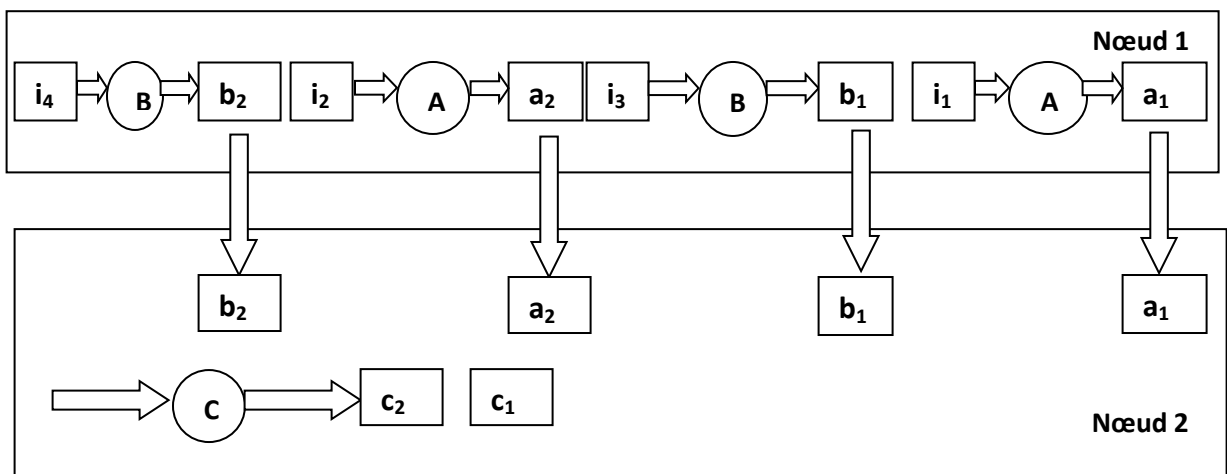 Nœud 1
i₄ B b₂ i₂ A a₂ i₃ B b₁ i₁ A a₁
b₂ a₂ b₁ a₁
C c₂ c₁
Nœud 2